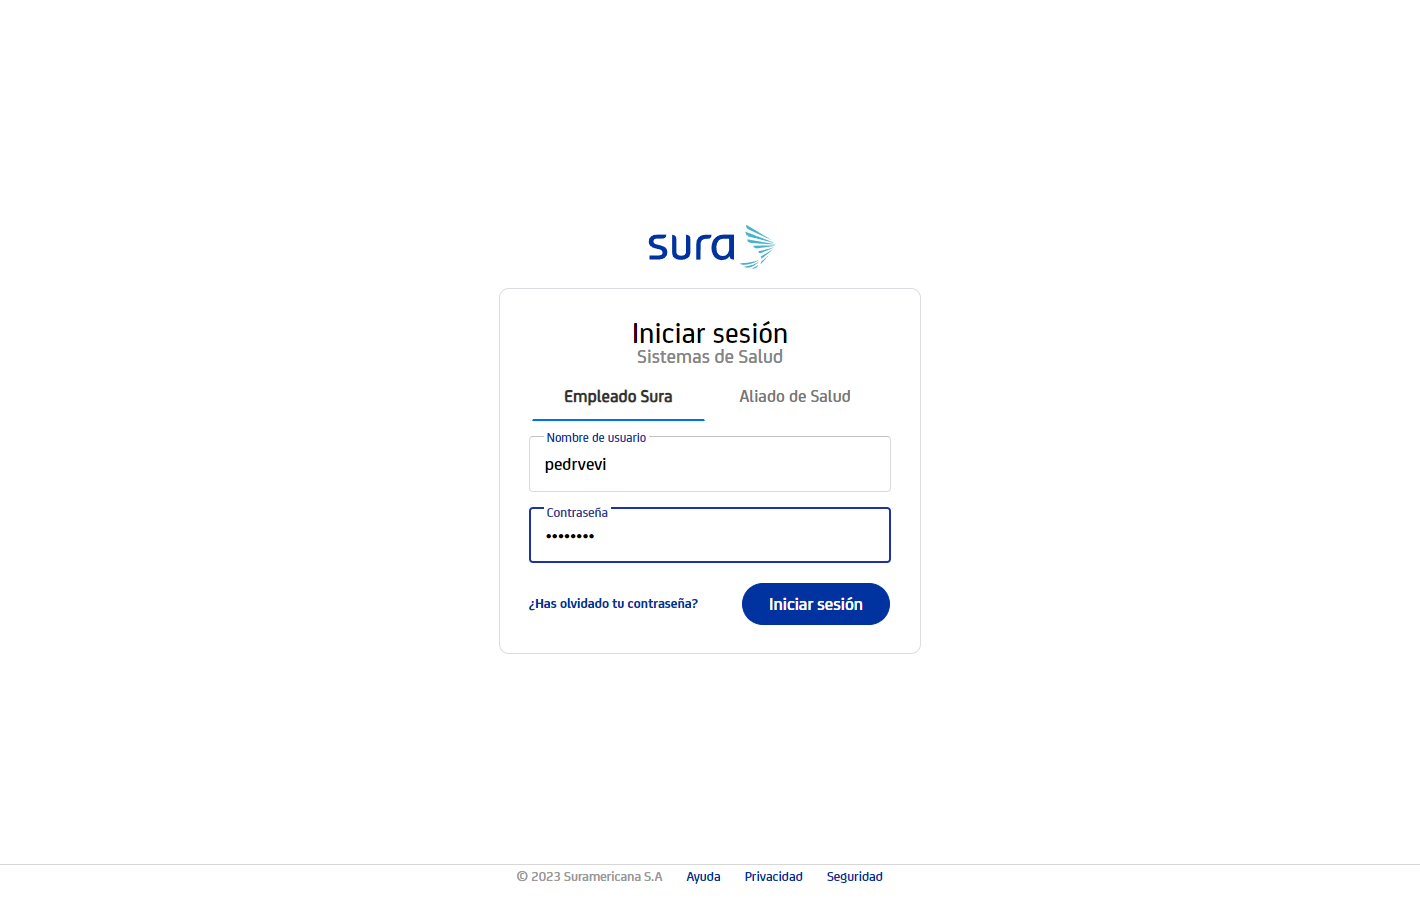 sura
Iniciar sesión
Sistemas de Salud
Empleado Sura Aliado de Salud
Nombre de usuario
pedrvevi
Contraseña
••••••••
¿Has olvidado tu contraseña? Iniciar sesión
© 2023 Suramericana S.A Ayuda Privacidad Seguridad